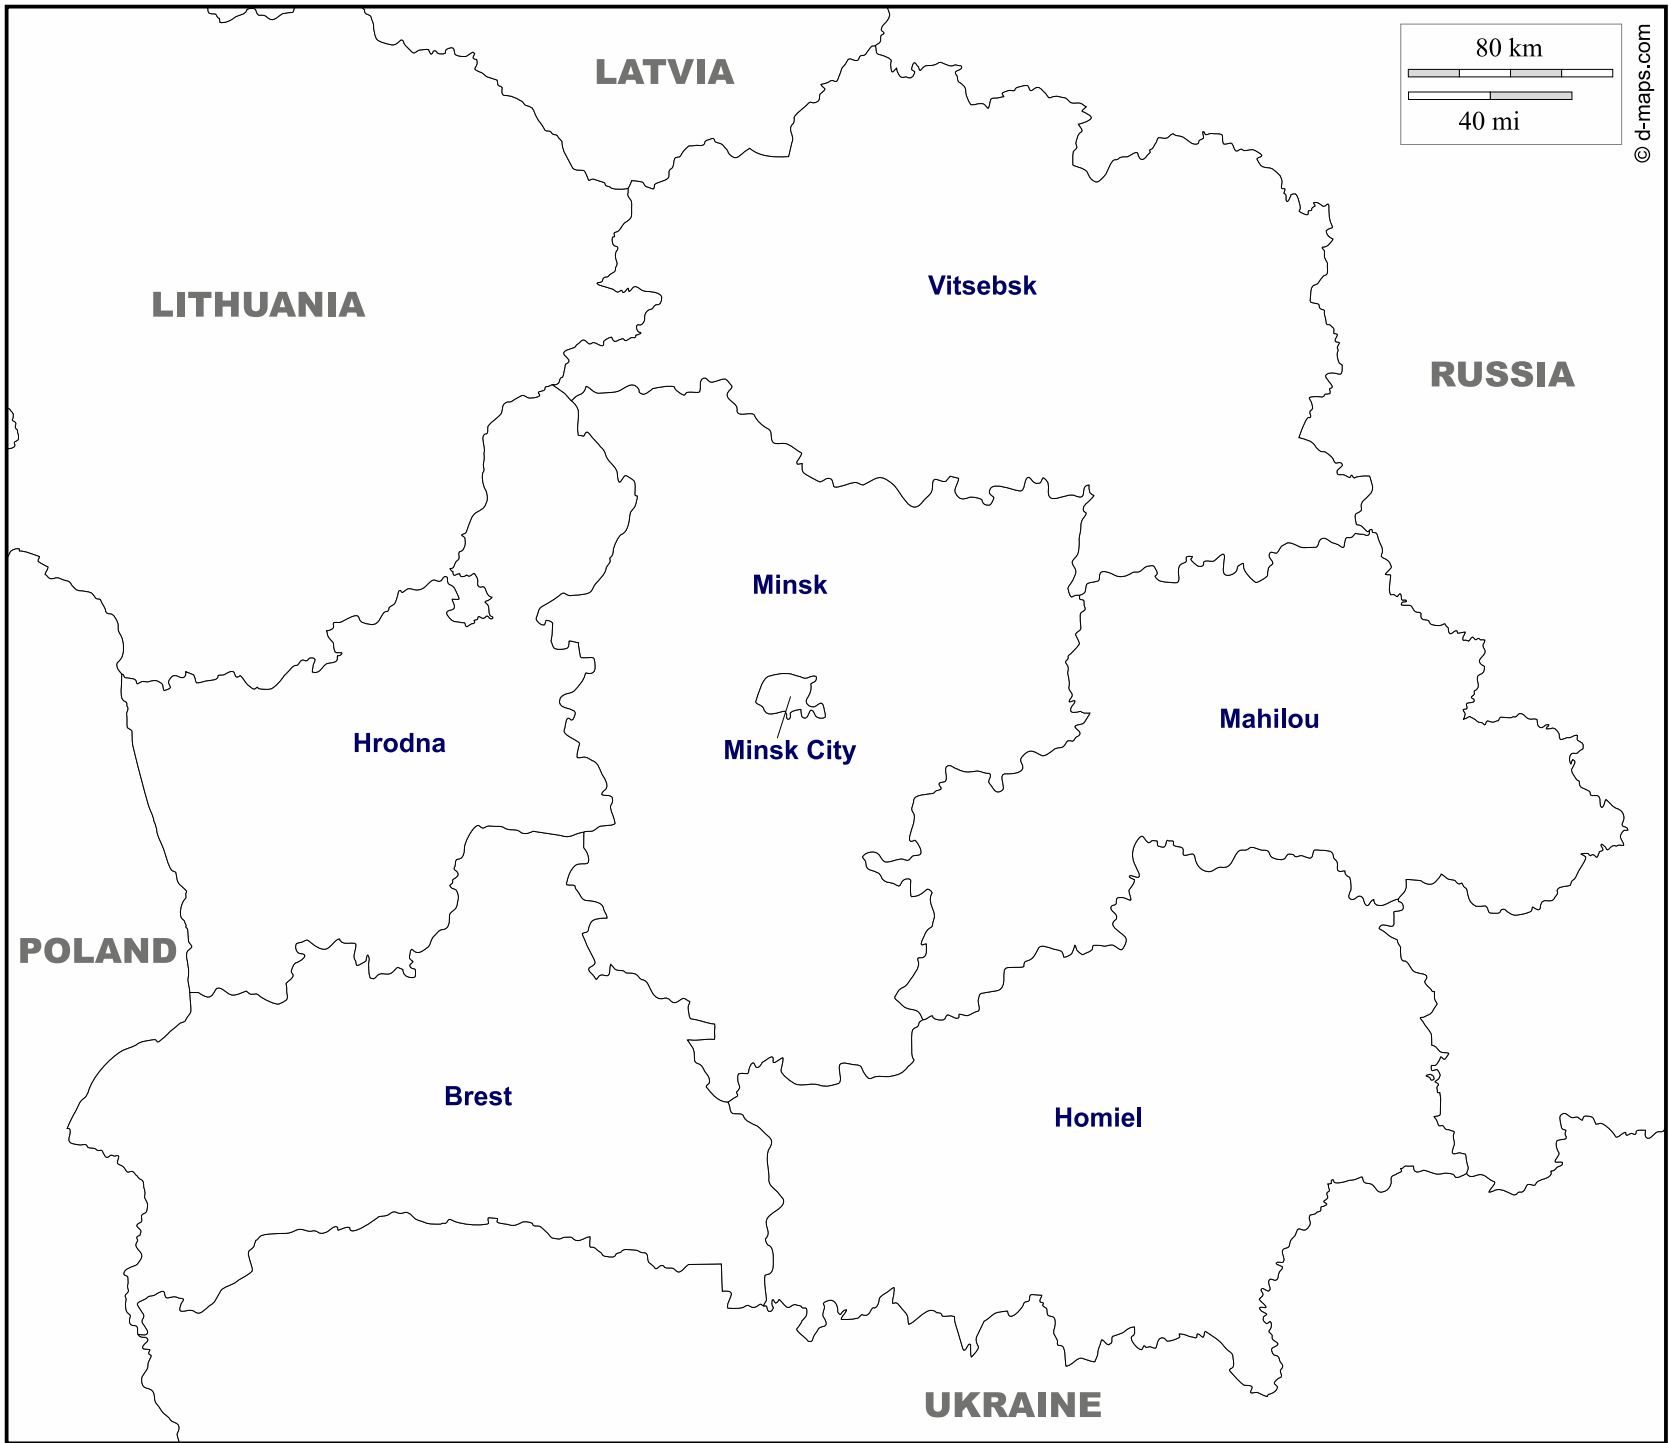 80 km
40 mi
© d-maps.com
LATVIA
Vitsebsk
LITHUANIA
RUSSIA
Minsk
Mahilou
Hrodna
Minsk City
POLAND
Brest
Homiel
UKRAINE